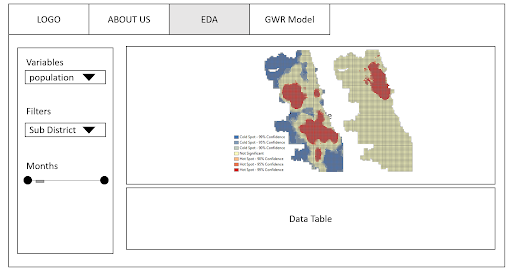 LOGO
ABOUT US
EDA
GWR Model
Variables
population
Filters
Sub District
Months
Cold Spot - 99% Confidence
Cold Spot - 95% Confidence
Cold Spot - 90% Confidence
Not Significant
Hot Spot - 90% Confidence
Hot Spot - 95% Confidence
Hot Spot - 99% Confidence
Data Table